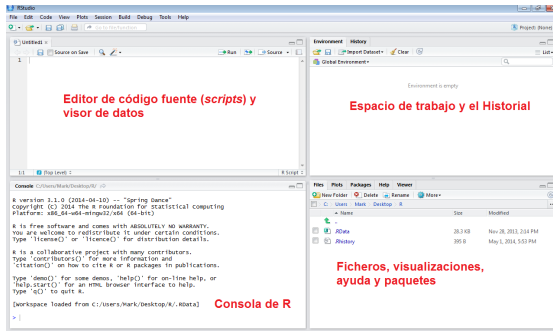 RStudio
File Edit Code View Plots Session Build Debug Tools Help
Go to file/function
Project: (None)
Untitled1
Source on Save
Run
Source
1
Editor de código fuente (scripts) y
visor de datos
1:1 (Top Level) R Script
Environment History
Import Dataset Clear List
Global Environment
Environment is empty
Espacio de trabajo y el Historial
Console C:/Users/Mark/Desktop/R/
R version 3.1.0 (2014-04-10) -- "Spring Dance"
Copyright (C) 2014 The R Foundation for Statistical Computing
Platform: x86_64-w64-mingw32/x64 (64-bit)
R is free software and comes with ABSOLUTELY NO WARRANTY.
You are welcome to redistribute it under certain conditions.
Type 'license()' or 'licence()' for distribution details.
R is a collaborative project with many contributors.
Type 'contributors()' for more information and
'citation()' on how to cite R or R packages in publications.
Type 'demo()' for some demos, 'help()' for on-line help, or
'help.start()' for an HTML browser interface to help.
Type 'q()' to quit R.
[Workspace loaded from C:/Users/Mark/Desktop/R/.RData]
>
Consola de R
Files Plots Packages Help Viewer
New Folder Delete Rename More
C: Users Mark Desktop R
Name Size Modified
..
.RData 28.3 KB Nov 28, 2013, 2:14 PM
.Rhistory 395 B May 1, 2014, 5:53 PM
Ficheros, visualizaciones,
ayuda y paquetes